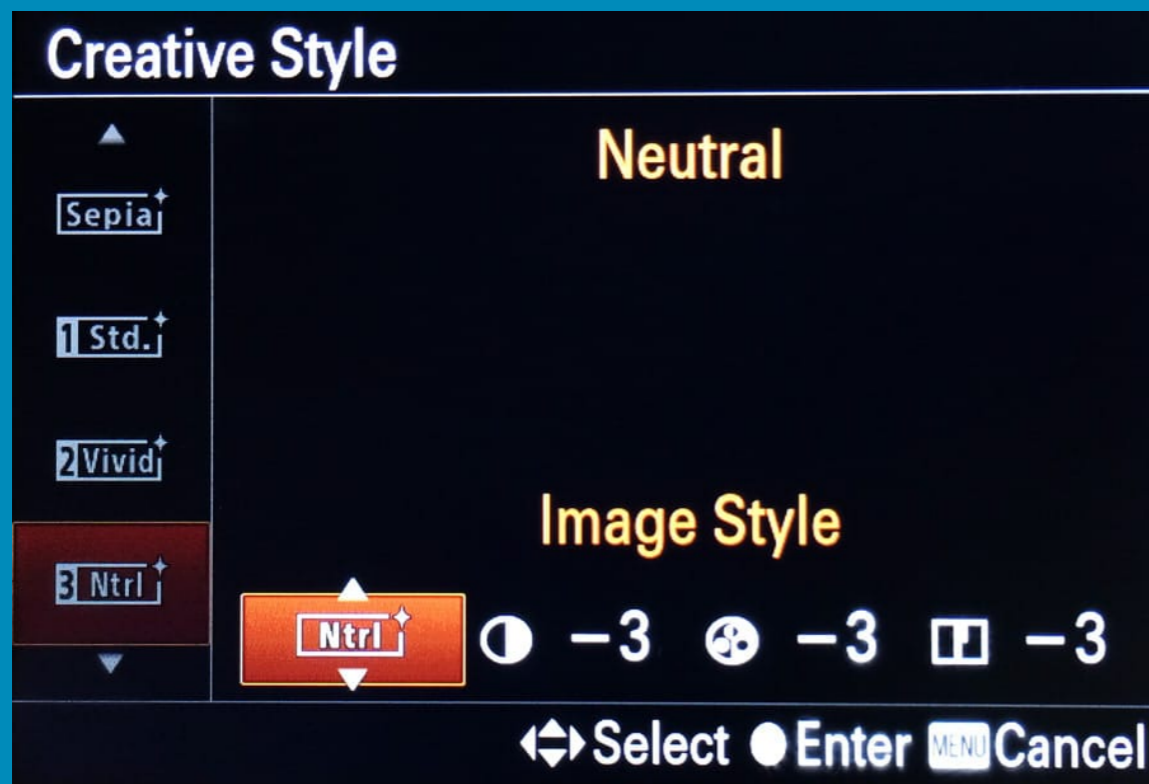 Creative Style
Neutral
Sepia
1 Std.
2 Vivid
3 Ntrl
Image Style
Ntrl −3 −3 −3
Select Enter MENU Cancel